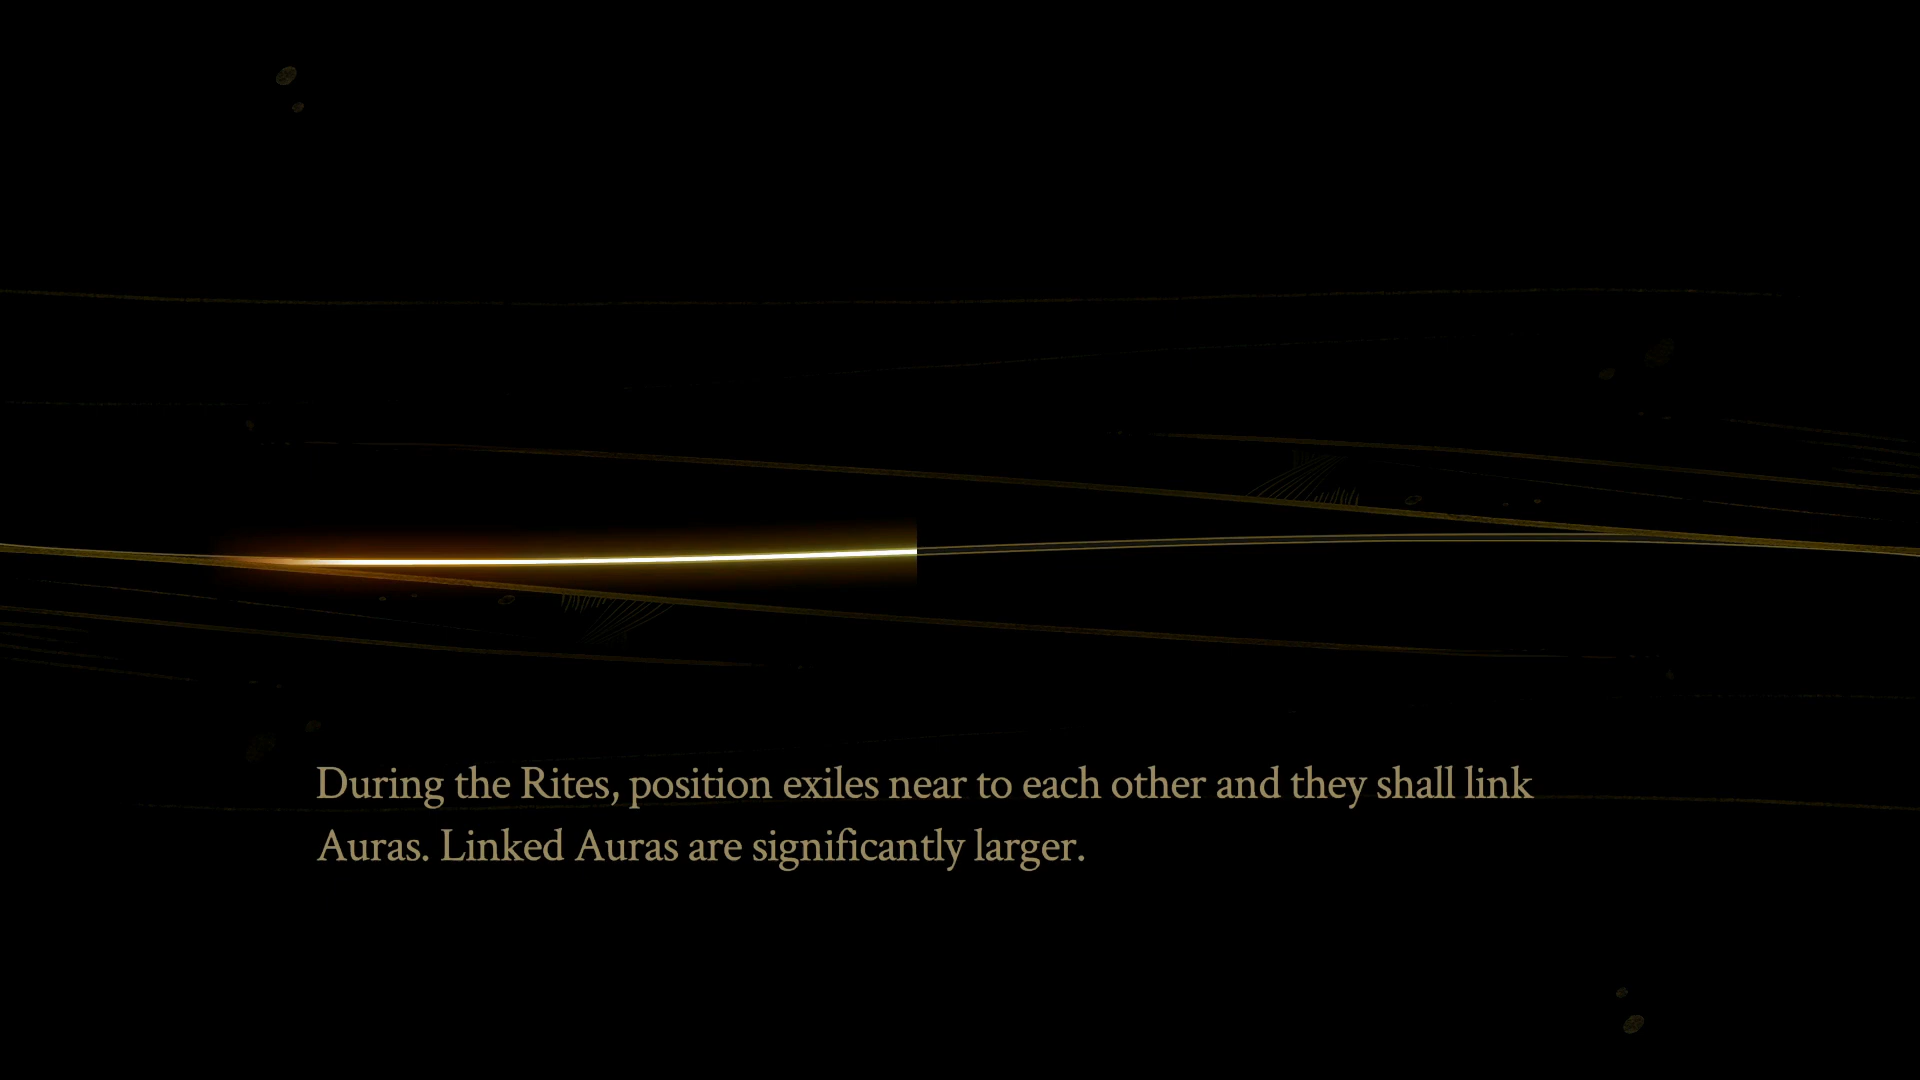 During the Rites, position exiles near to each other and they shall link
Auras. Linked Auras are significantly larger.